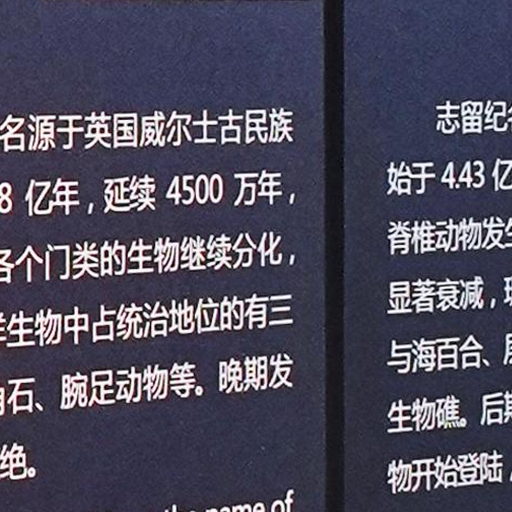 名源于英国威尔士古民族
8 亿年，延续 4500 万年，
各个门类的生物继续分化，
生物中占统治地位的有三
石、腕足动物等。晚期发
绝。
the name of
志留纪
始于 4.43 亿
脊椎动物发生
显著衰减，
与海百合、
生物礁。后期
物开始登陆，